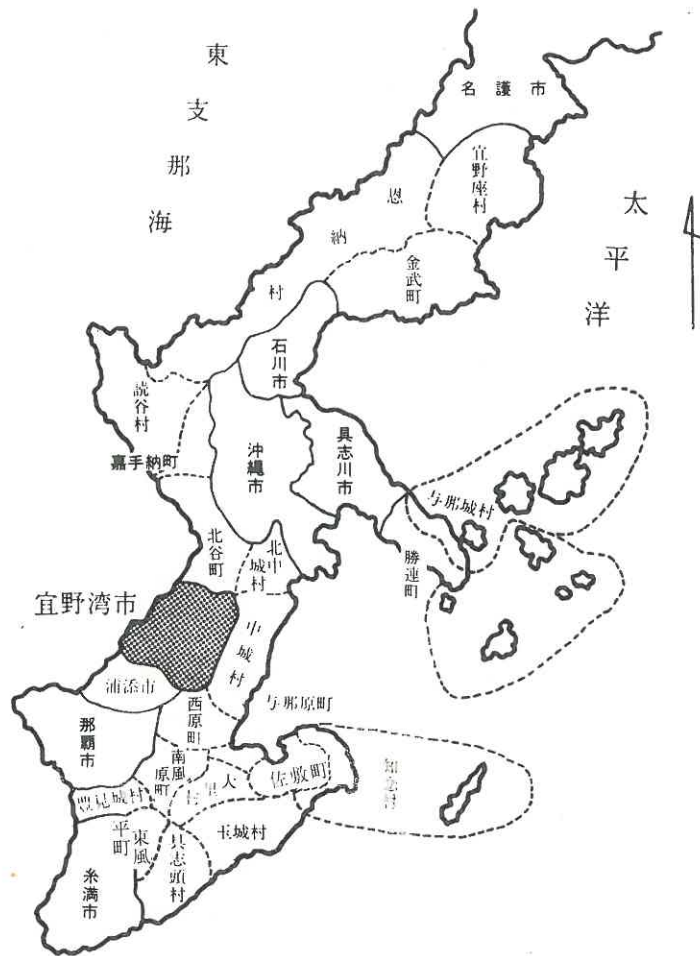 東支那海
太平洋
名護市
宜野座村
恩納村
金武町
石川市
読谷村
嘉手納町
沖縄市
具志川市
与那城村
勝連町
北谷町
北中城村
宜野湾市
中城村
浦添市
西原町
与那原町
那覇市
南風原町
大里村
佐敷町
知念村
豊見城村
東風平町
玉城村
具志頭村
糸満市